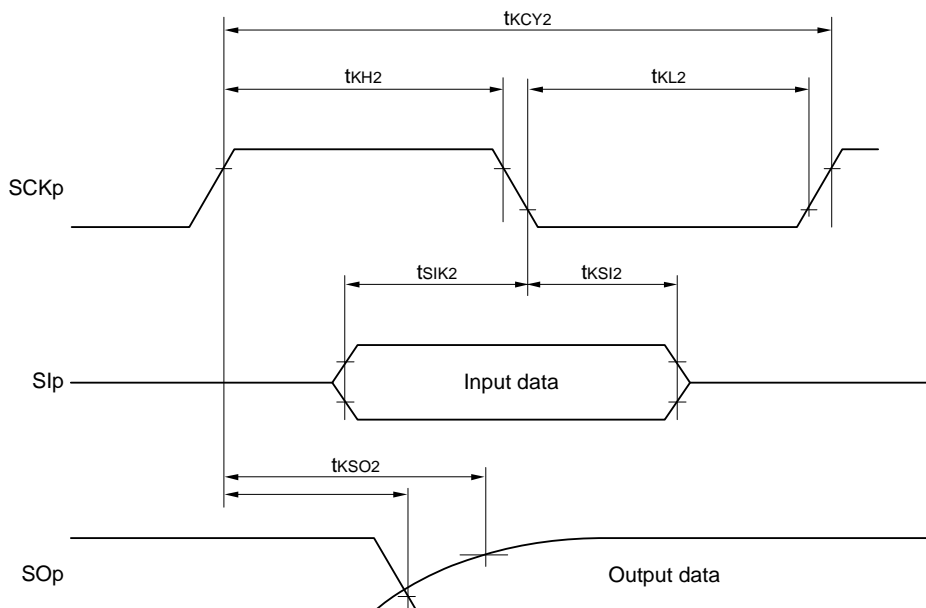 tKCY2
tKH2
tKL2
SCKp
tSIK2
tKSI2
SIp
Input data
tKSO2
SOp
Output data